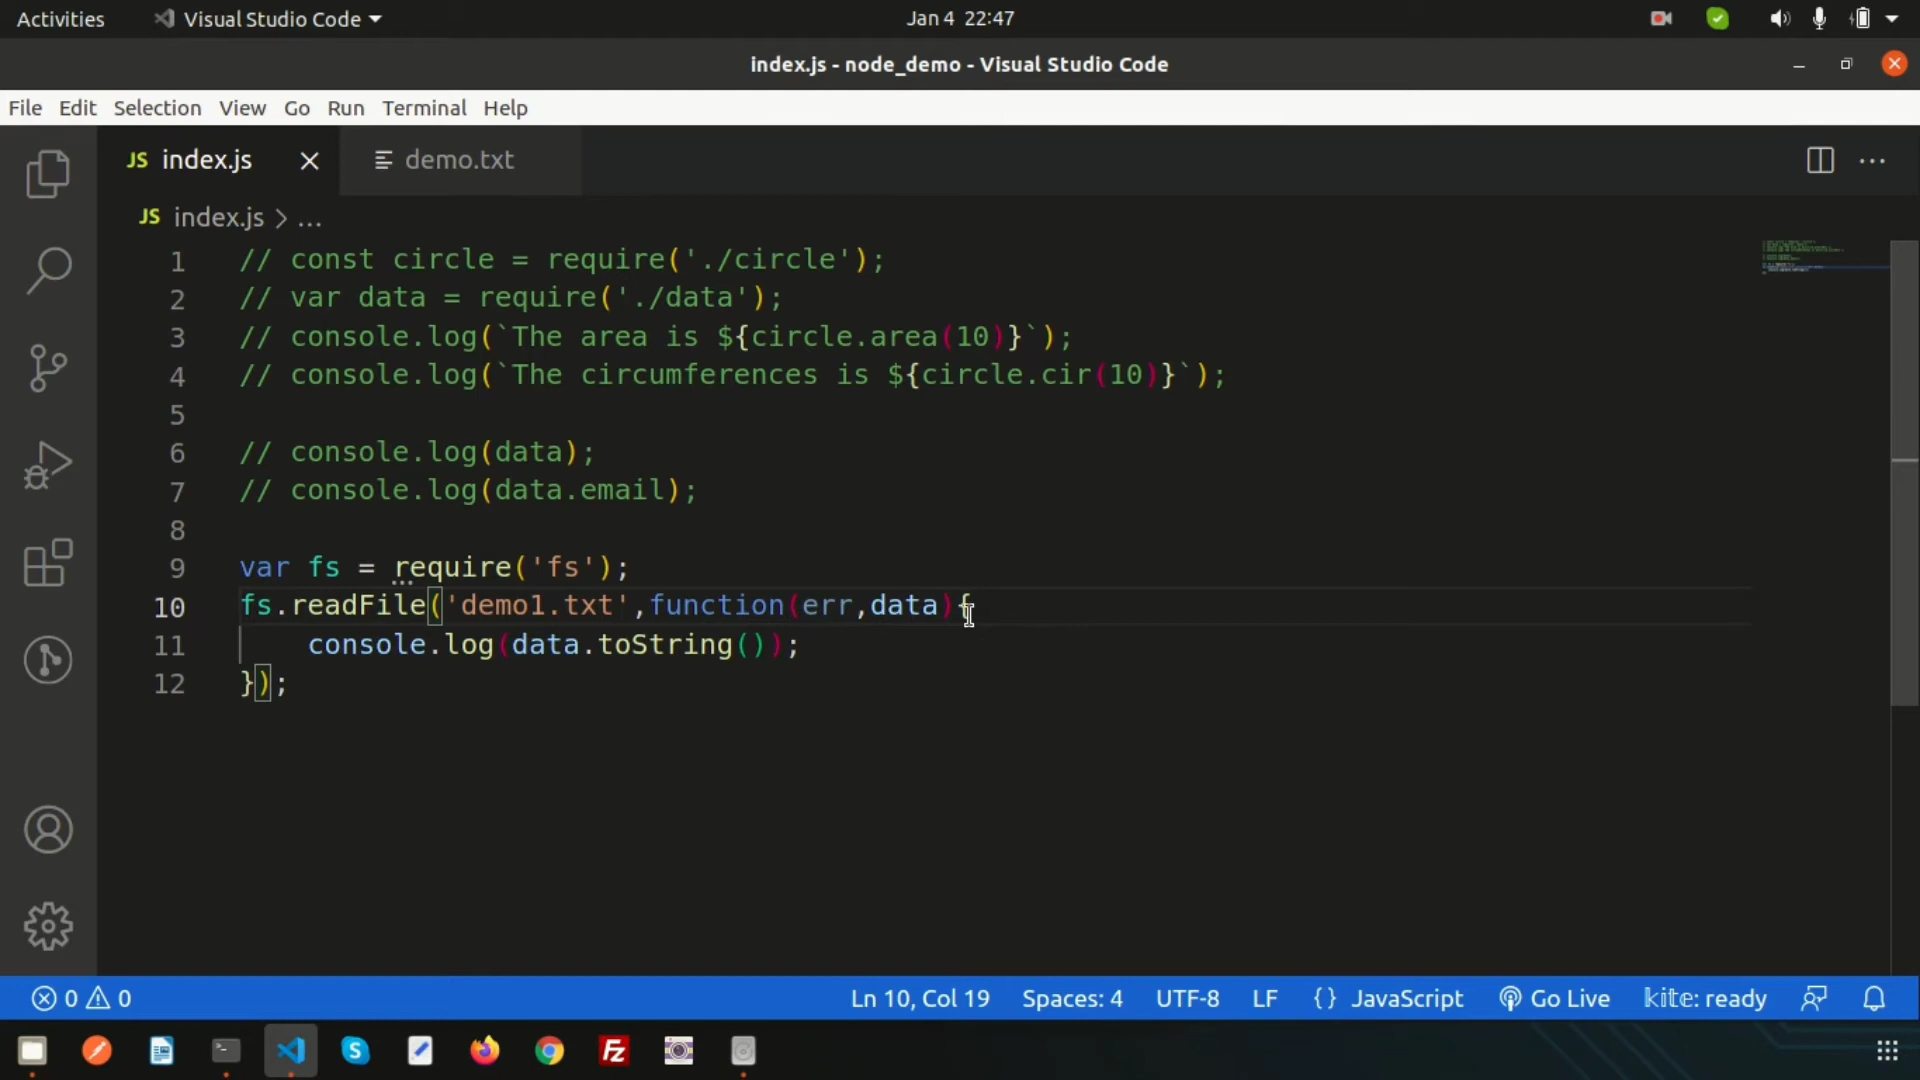 Activities
Visual Studio Code
Jan 4 22:47
index.js - node_demo - Visual Studio Code
File Edit Selection View Go Run Terminal Help
JS index.js
demo.txt
JS index.js > ...
1 // const circle = require('./circle');
2 // var data = require('./data');
3 // console.log(`The area is ${circle.area(10)}`);
4 // console.log(`The circumferences is ${circle.cir(10)}`);
5
6 // console.log(data);
7 // console.log(data.email);
8
9 var fs = require('fs');
10 fs.readFile('demo1.txt',function(err,data){
11 console.log(data.toString());
12 });
0 0
Ln 10, Col 19
Spaces: 4
UTF-8
LF
{} JavaScript
Go Live
kite: ready